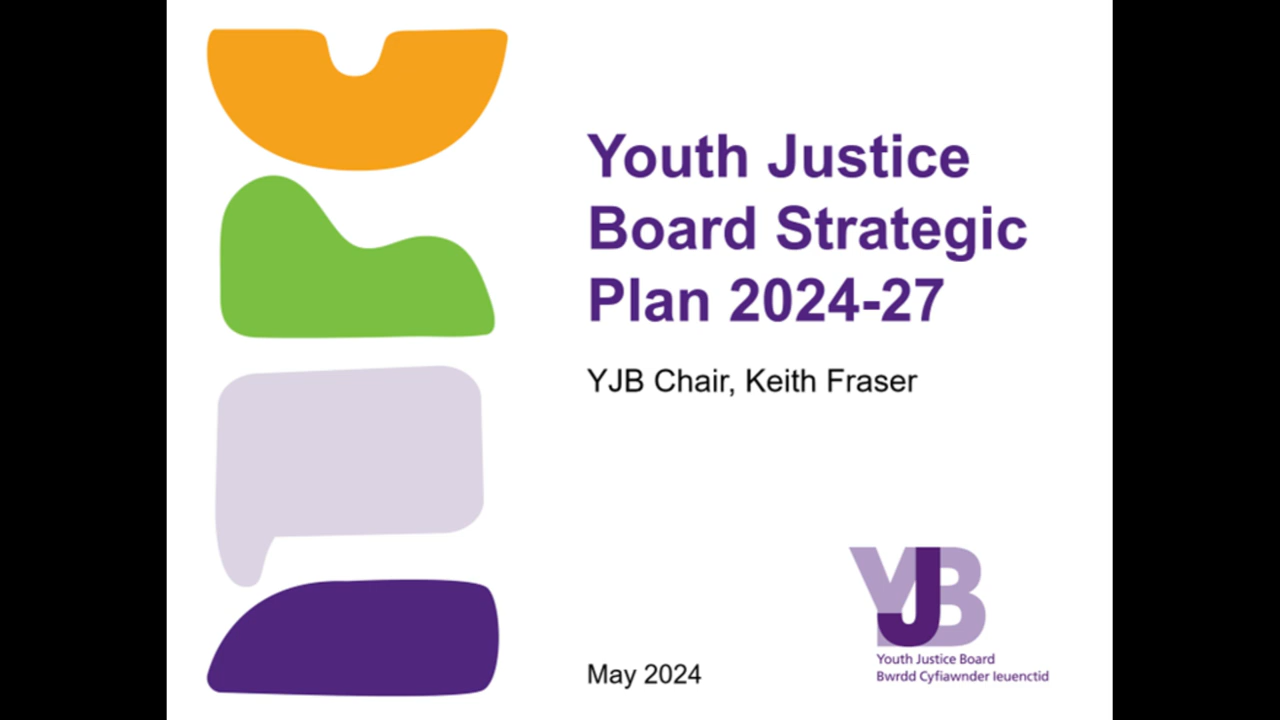 Youth Justice
Board Strategic
Plan 2024-27
YJB Chair, Keith Fraser
May 2024
YJB
Youth Justice Board
Bwrdd Cyfiawnder Ieuenctid